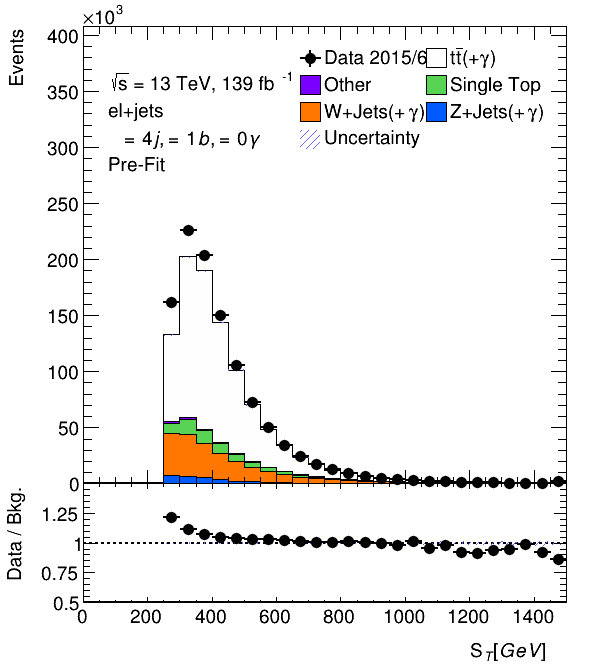 ×10³
Events
400
350
300
250
200
150
100
50
0
√s = 13 TeV, 139 fb⁻¹
el+jets
= 4j, = 1b, = 0γ
Pre-Fit
Data 2015/6
tt̄(+γ)
Other
Single Top
W+Jets(+γ)
Z+Jets(+γ)
Uncertainty
Data / Bkg.
1.25
1
0.75
0.5
0 200 400 600 800 1000 1200 1400
S_T[GeV]